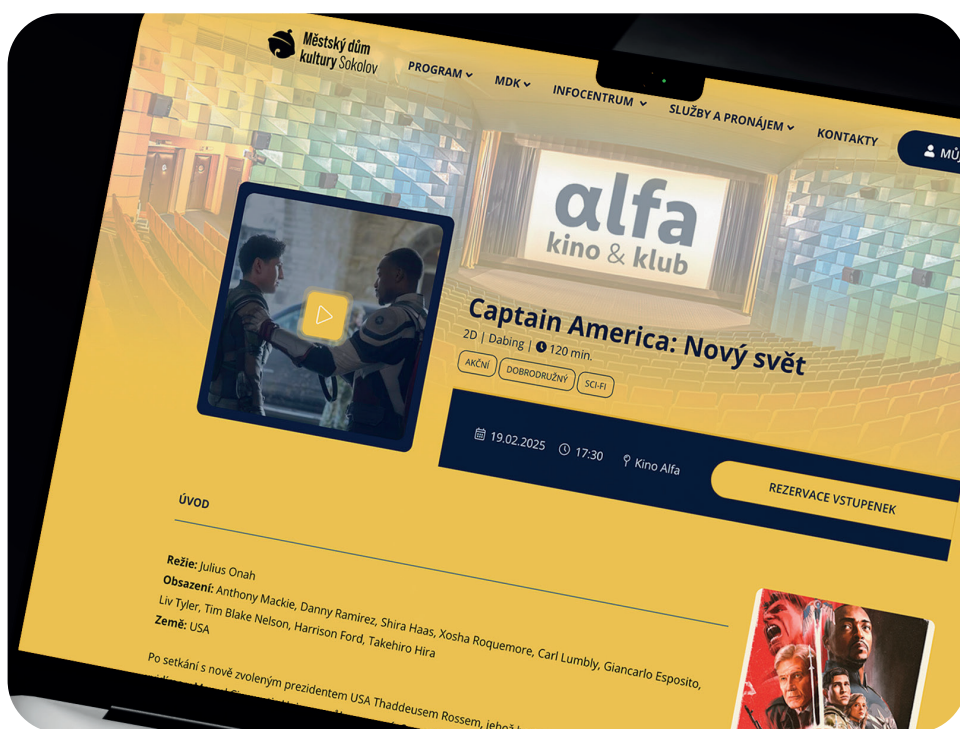 Městský dům
kultury Sokolov
PROGRAM
MDK
INFOCENTRUM
SLUŽBY A PRONÁJEM
KONTAKTY
alfa
kino & klub
Captain America: Nový svět
2D | Dabing | 120 min.
AKČNÍ
DOBRODRUŽNÝ
SCI-FI
19.02.2025
17:30
Kino Alfa
REZERVACE VSTUPENEK
ÚVOD
Režie: Julius Onah
Obsazení: Anthony Mackie, Danny Ramirez, Shira Haas, Xosha Roquemore, Carl Lumbly, Giancarlo Esposito,
Liv Tyler, Tim Blake Nelson, Harrison Ford, Takehiro Hira
Země: USA
Po setkání s nově zvoleným prezidentem USA Thaddeusem Rossem,